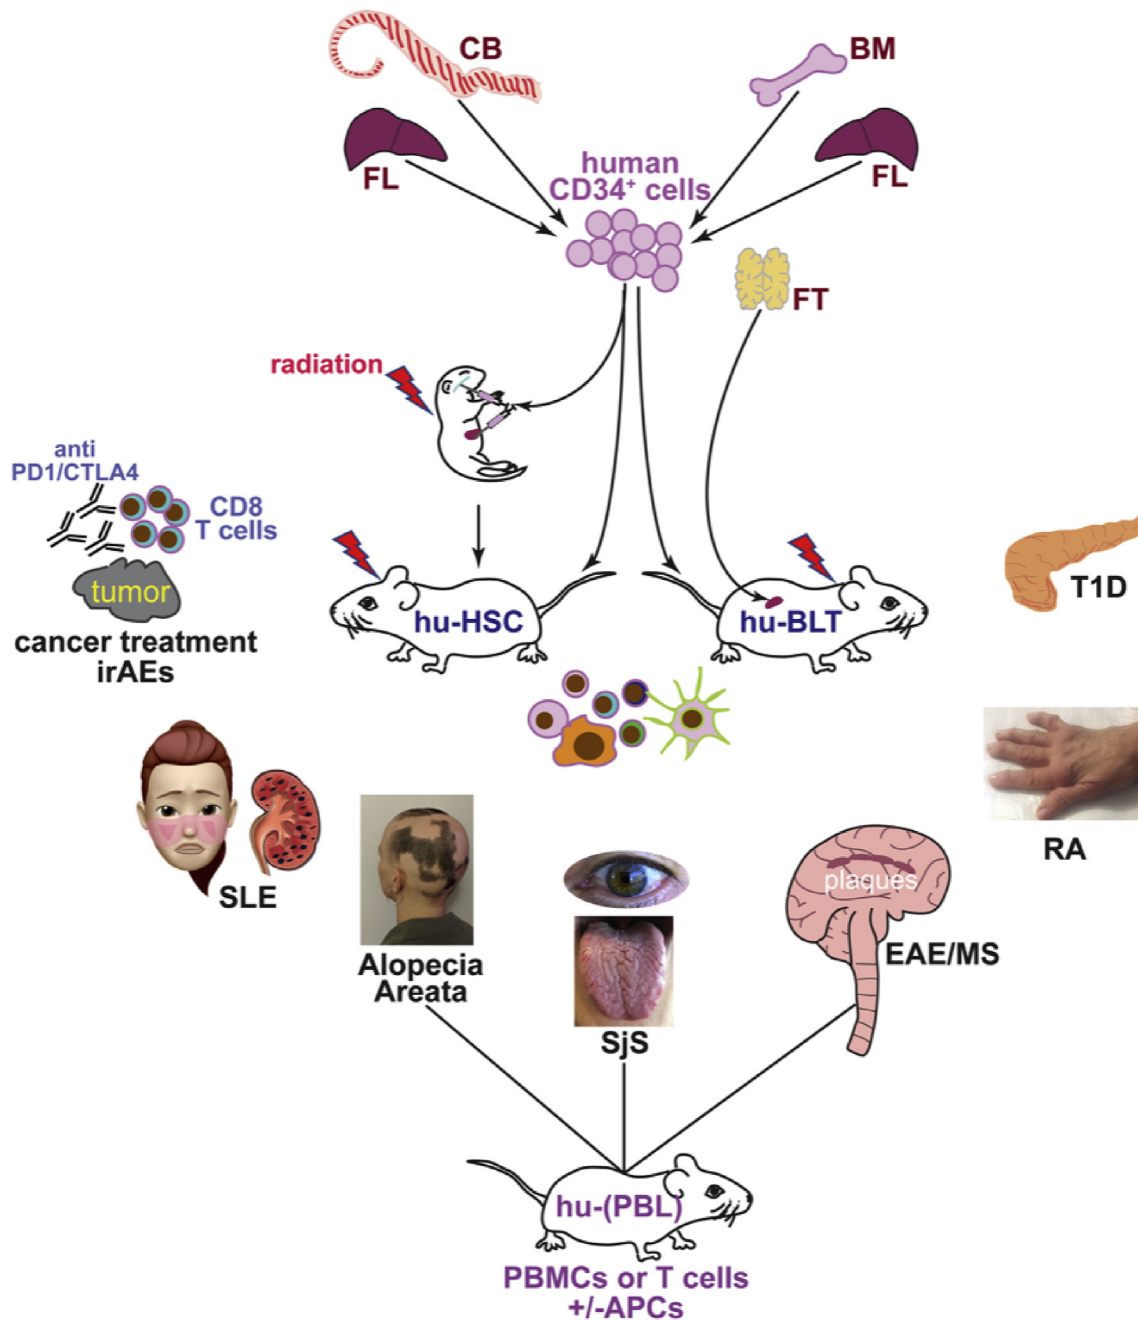 CB
BM
FL
human
CD34⁺ cells
FL
FT
radiation
anti
PD1/CTLA4
CD8
T cells
tumor
cancer treatment
irAEs
hu-HSC
hu-BLT
T1D
SLE
Alopecia
Areata
SjS
plaques
EAE/MS
RA
hu-(PBL)
PBMCs or T cells
+/-APCs